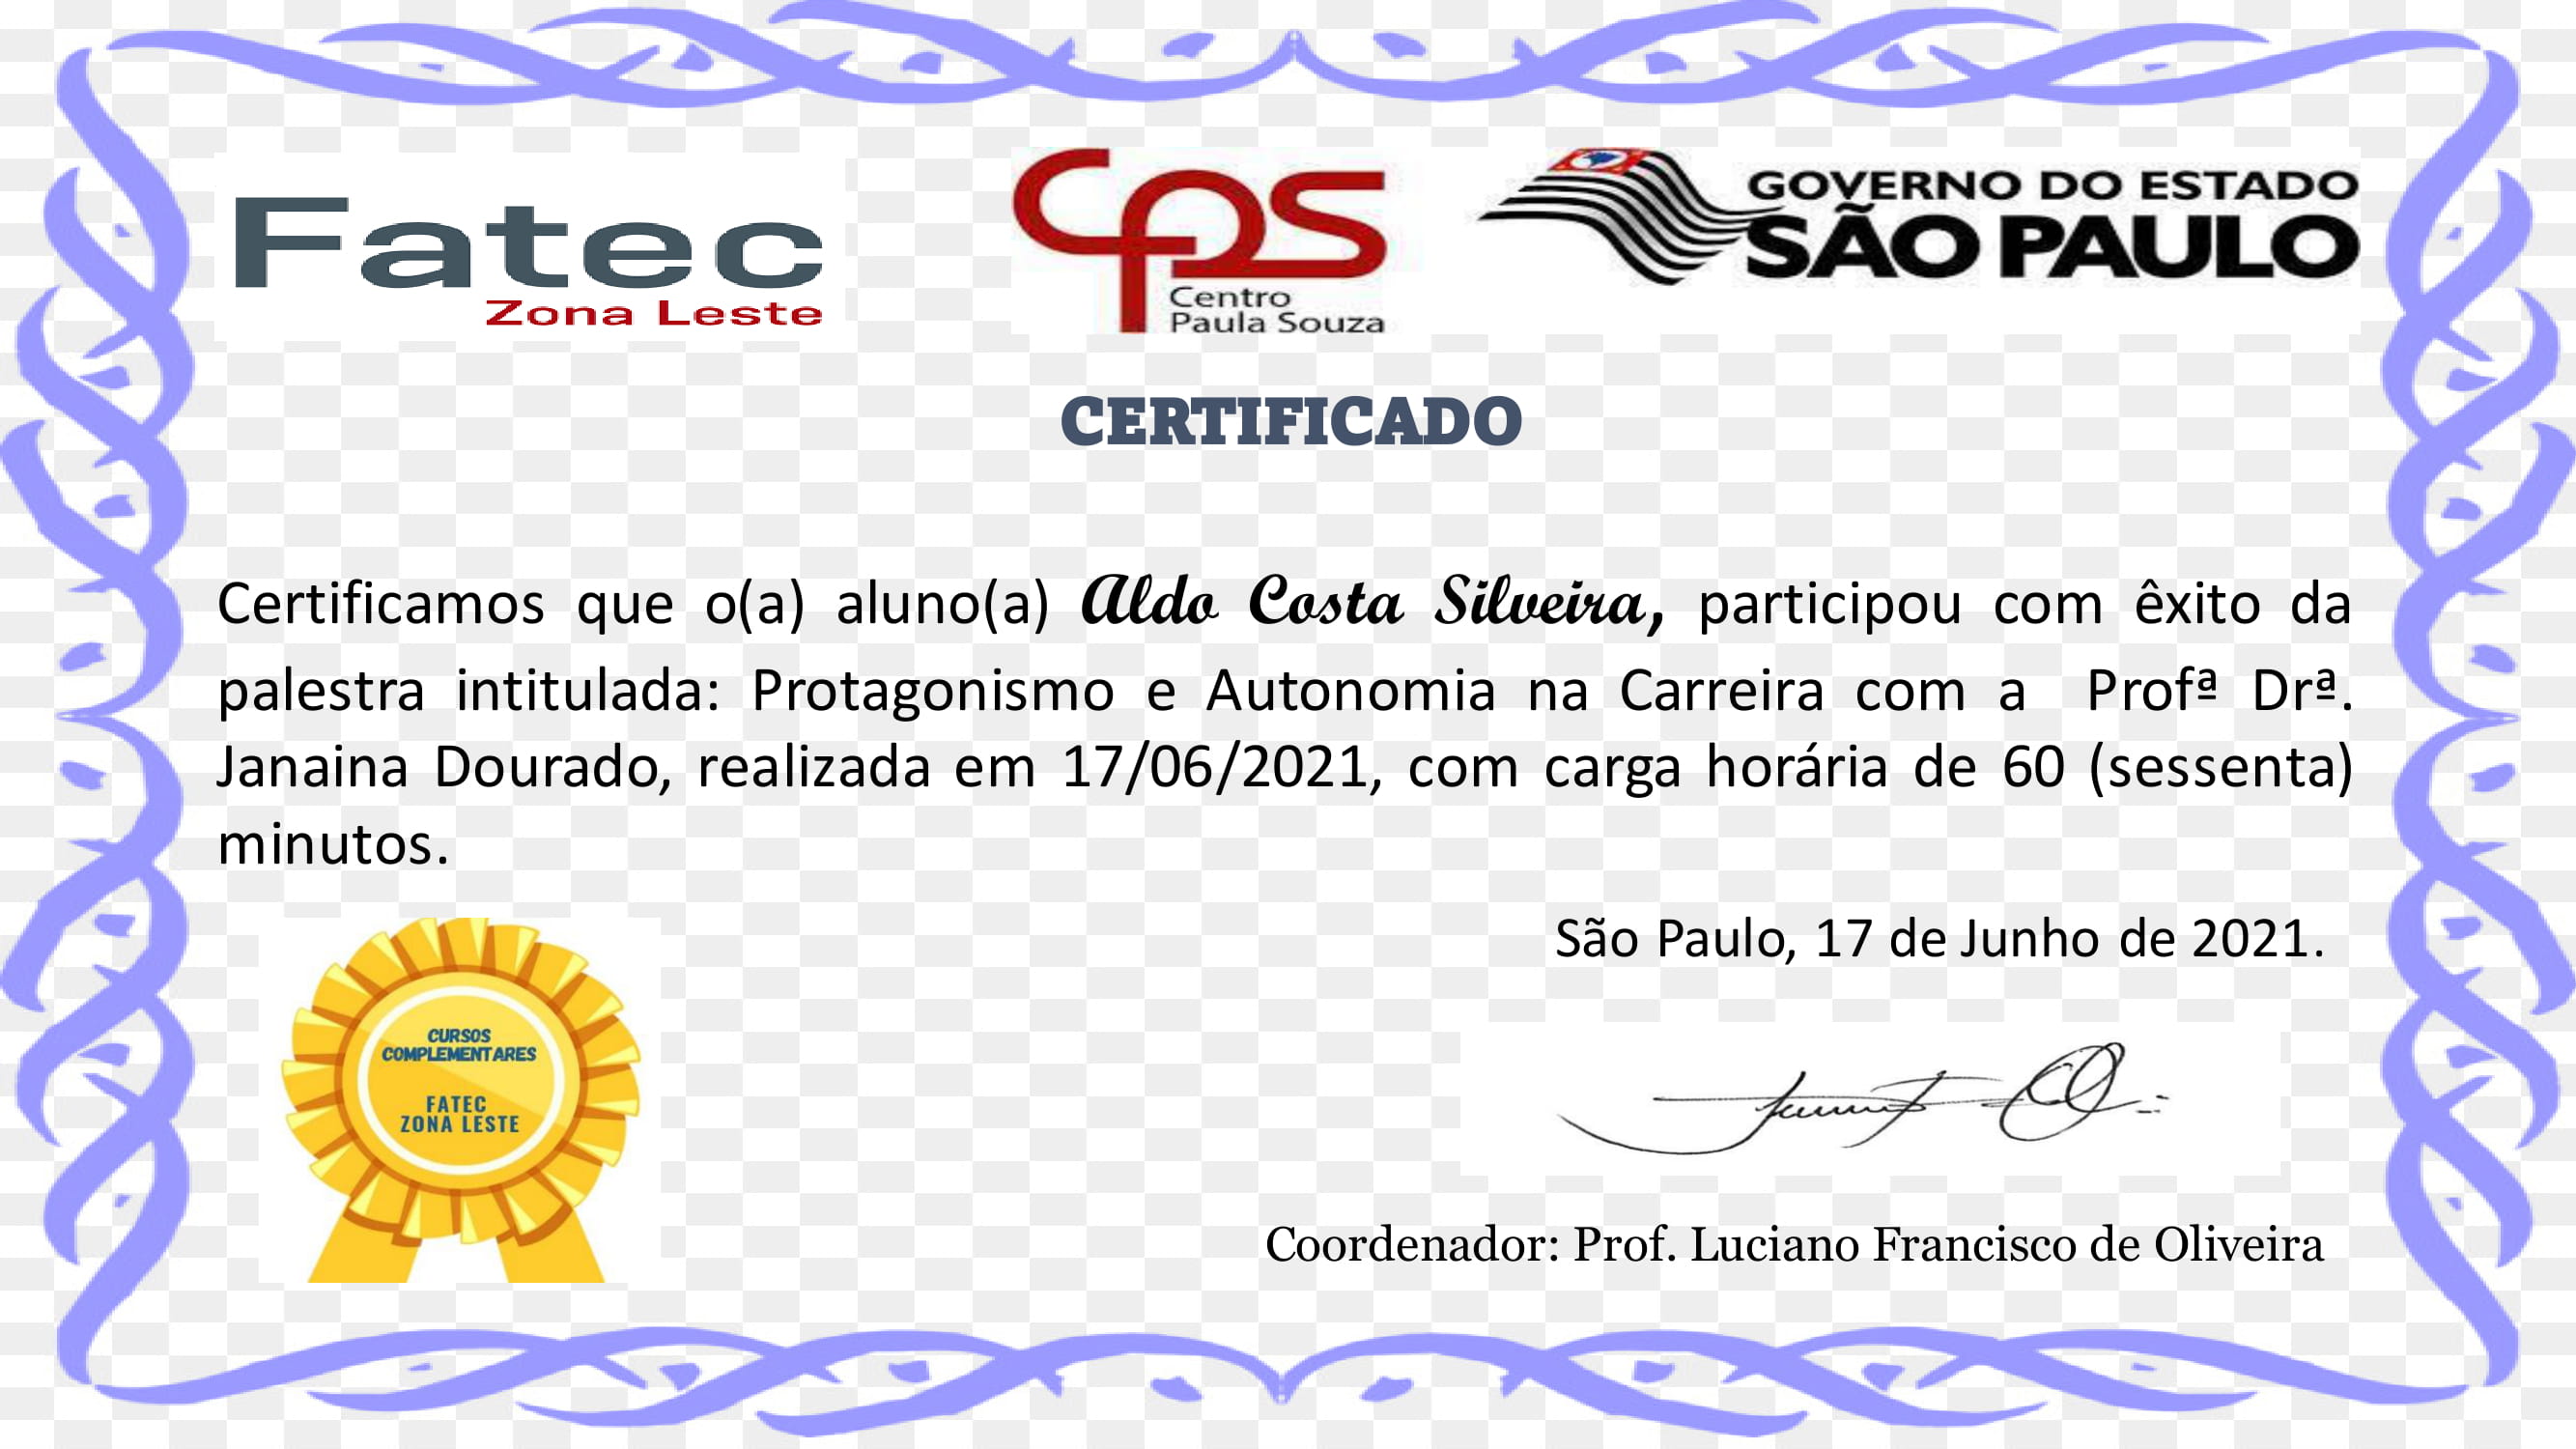 Fatec
Zona Leste
CPS
Centro
Paula Souza
GOVERNO DO ESTADO
SÃO PAULO
CERTIFICADO
Certificamos que o(a) aluno(a) Aldo Costa Silveira, participou com êxito da
palestra intitulada: Protagonismo e Autonomia na Carreira com a Profª Drª.
Janaina Dourado, realizada em 17/06/2021, com carga horária de 60 (sessenta)
minutos.
São Paulo, 17 de Junho de 2021.
CURSOS
COMPLEMENTARES
FATEC
ZONA LESTE
Coordenador: Prof. Luciano Francisco de Oliveira